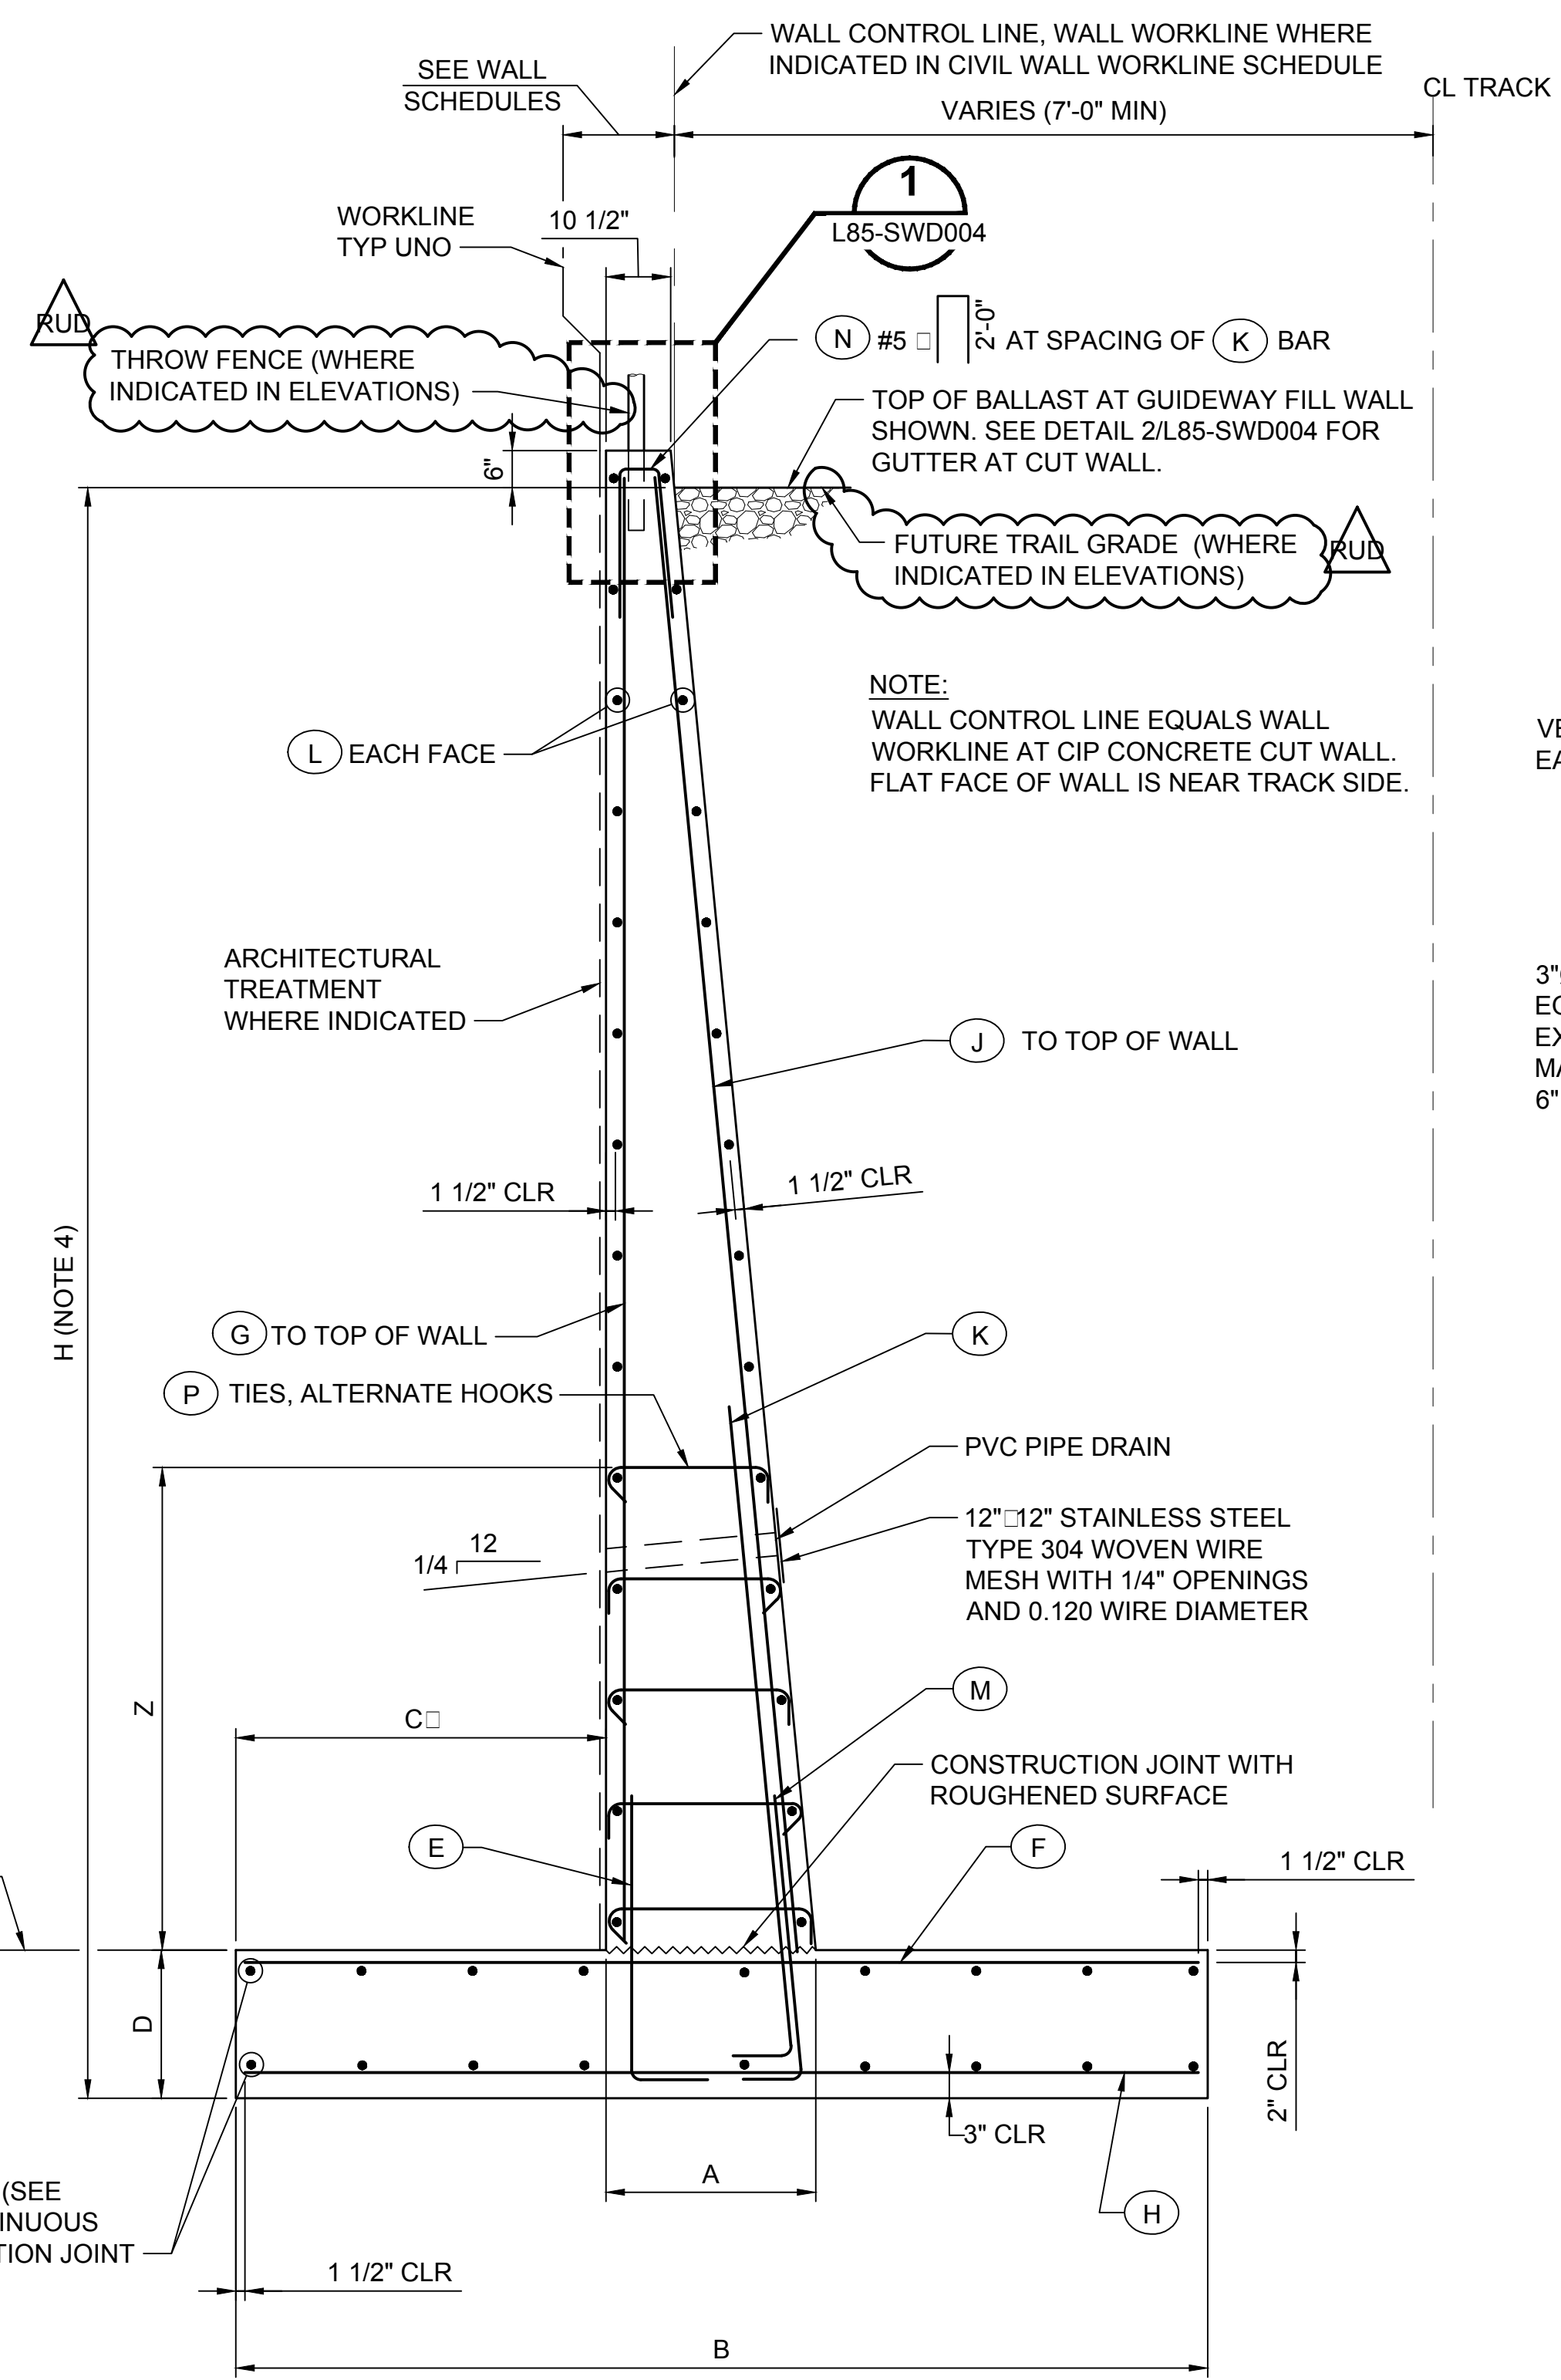 WALL CONTROL LINE, WALL WORKLINE WHERE
INDICATED IN CIVIL WALL WORKLINE SCHEDULE
SEE WALL
SCHEDULES
CL TRACK
VARIES (7'-0" MIN)
1
L85-SWD004
WORKLINE
TYP UNO
10 1/2"
RUD
THROW FENCE (WHERE
INDICATED IN ELEVATIONS)
N #5 □ 2'-0" AT SPACING OF K BAR
TOP OF BALLAST AT GUIDEWAY FILL WALL
SHOWN. SEE DETAIL 2/L85-SWD004 FOR
GUTTER AT CUT WALL.
6"
FUTURE TRAIL GRADE (WHERE
INDICATED IN ELEVATIONS)
RUD
NOTE:
WALL CONTROL LINE EQUALS WALL
WORKLINE AT CIP CONCRETE CUT WALL.
FLAT FACE OF WALL IS NEAR TRACK SIDE.
L EACH FACE
VE
EA
ARCHITECTURAL
TREATMENT
WHERE INDICATED
3"
EQ
EX
MA
6"
J TO TOP OF WALL
1 1/2" CLR
1 1/2" CLR
H (NOTE 4)
G TO TOP OF WALL
K
P TIES, ALTERNATE HOOKS
PVC PIPE DRAIN
12"□12" STAINLESS STEEL
TYPE 304 WOVEN WIRE
MESH WITH 1/4" OPENINGS
AND 0.120 WIRE DIAMETER
12
1/4
Z
M
C□
CONSTRUCTION JOINT WITH
ROUGHENED SURFACE
E
F
1 1/2" CLR
D
2" CLR
3" CLR
A
H
(SEE
INUOUS
TION JOINT
1 1/2" CLR
B